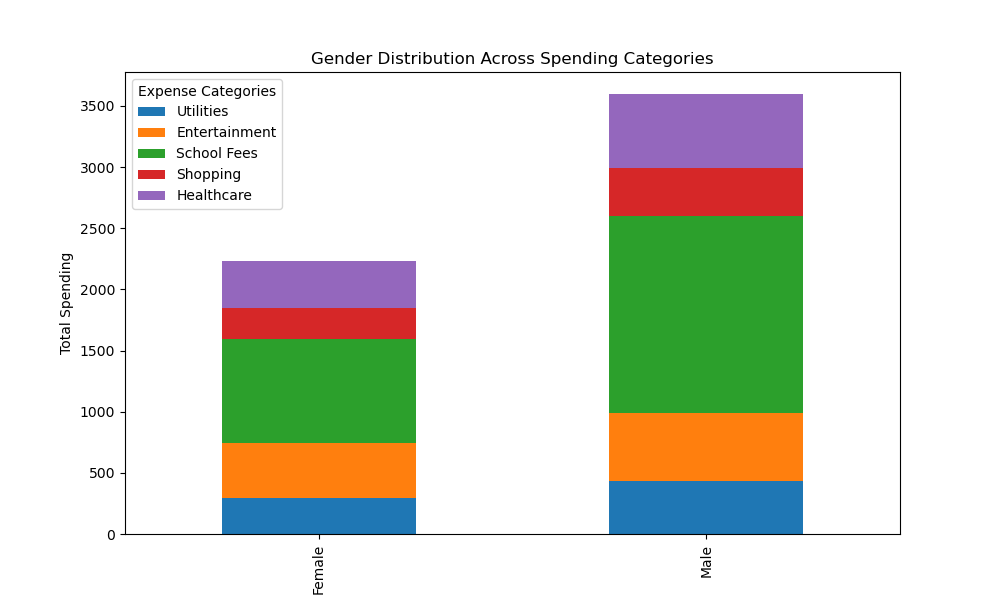 Gender Distribution Across Spending Categories
Expense Categories
Utilities
Entertainment
School Fees
Shopping
Healthcare
Total Spending
3500
3000
2500
2000
1500
1000
500
0
Female
Male